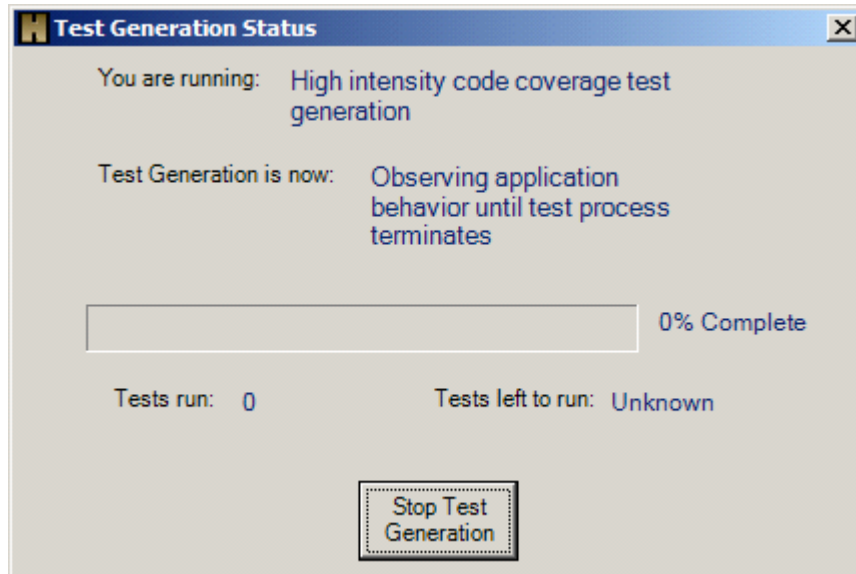 H Test Generation Status
You are running: High intensity code coverage test
generation
Test Generation is now: Observing application
behavior until test process
terminates
0% Complete
Tests run: 0 Tests left to run: Unknown
Stop Test
Generation